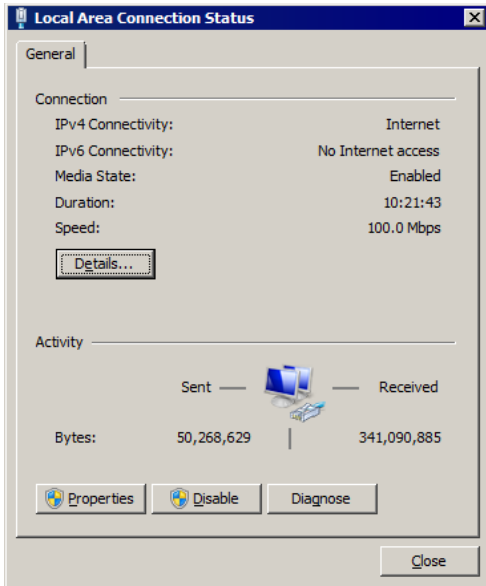 Local Area Connection Status
General
Connection
IPv4 Connectivity: Internet
IPv6 Connectivity: No Internet access
Media State: Enabled
Duration: 10:21:43
Speed: 100.0 Mbps
Details...
Activity
Sent Received
Bytes: 50,268,629 341,090,885
Properties Disable Diagnose
Close